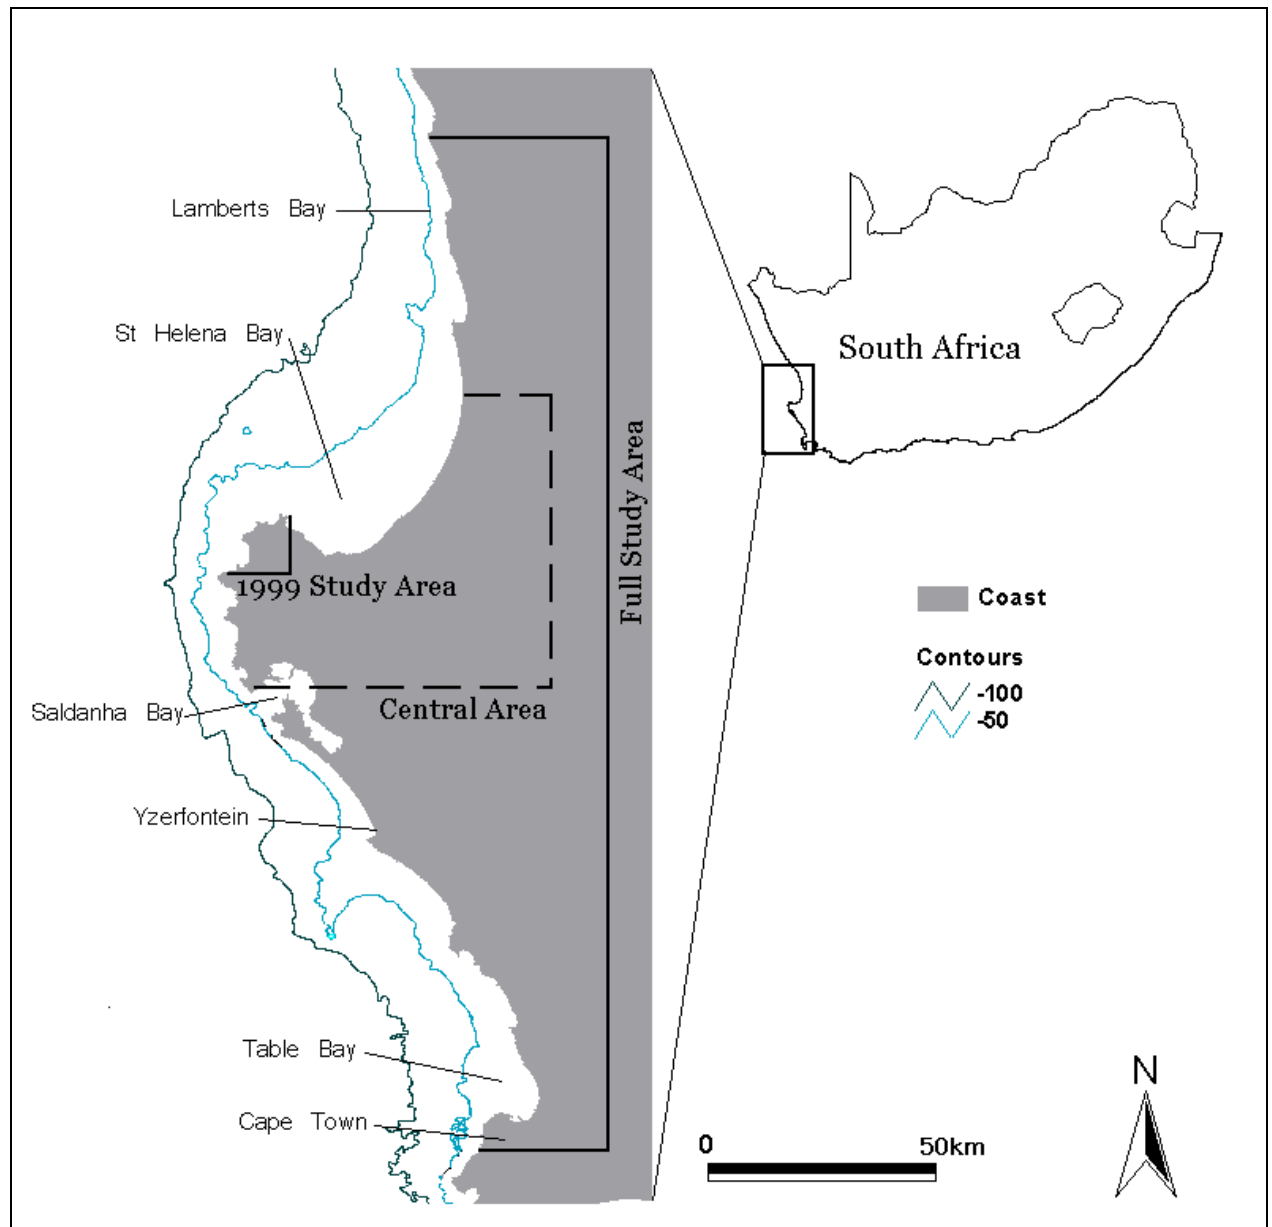 Lamberts Bay
St Helena Bay
South Africa
Full Study Area
1999 Study Area
Coast
Contours
-100
-50
Saldanha Bay
Central Area
Yzerfontein
Table Bay
N
Cape Town
0 50km